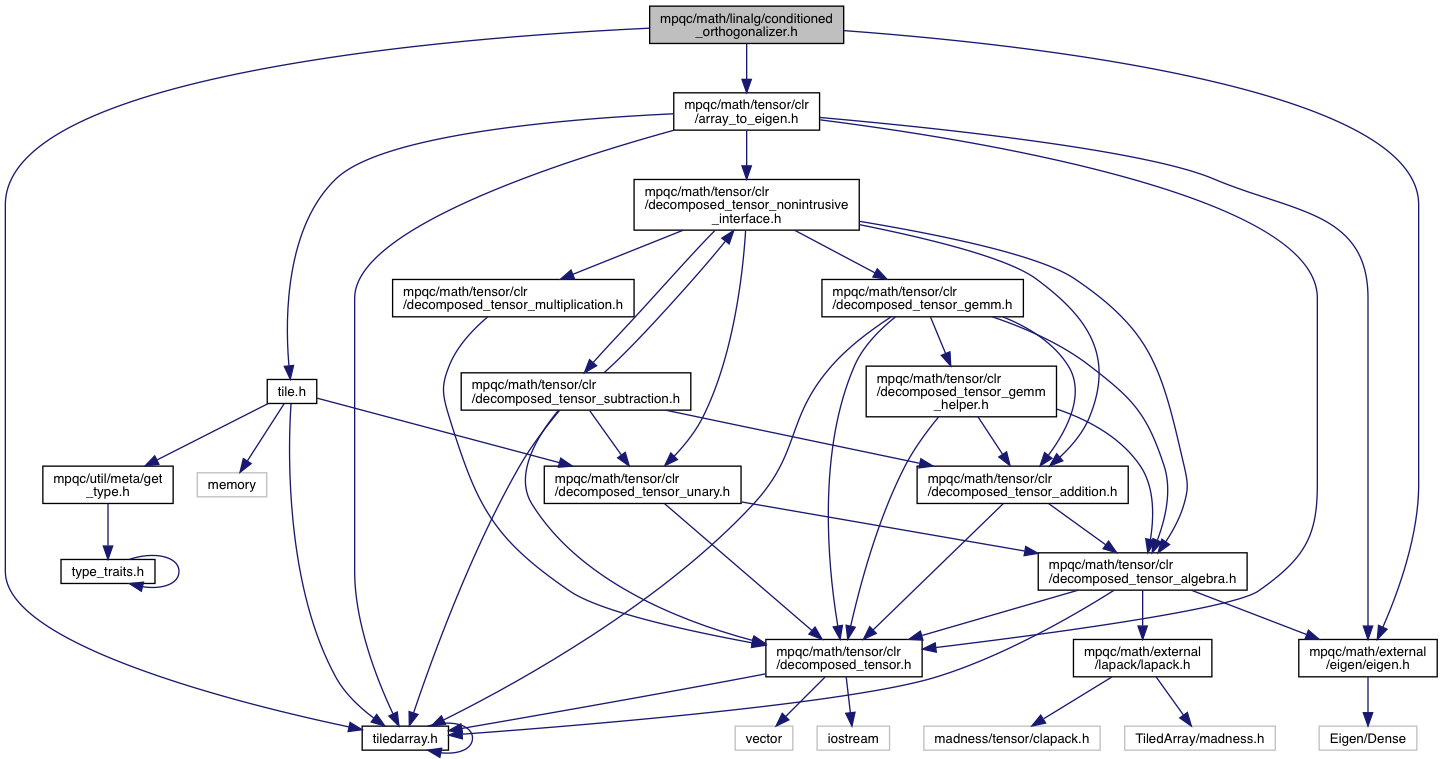 mpqc/math/linalg/conditioned
_orthogonalizer.h
mpqc/math/tensor/clr
/array_to_eigen.h
mpqc/math/tensor/clr
/decomposed_tensor_nonintrusive
_interface.h
mpqc/math/tensor/clr
/decomposed_tensor_multiplication.h
mpqc/math/tensor/clr
/decomposed_tensor_gemm.h
tile.h
mpqc/math/tensor/clr
/decomposed_tensor_subtraction.h
mpqc/math/tensor/clr
/decomposed_tensor_gemm
_helper.h
mpqc/util/meta/get
_type.h
memory
mpqc/math/tensor/clr
/decomposed_tensor_unary.h
mpqc/math/tensor/clr
/decomposed_tensor_addition.h
type_traits.h
mpqc/math/tensor/clr
/decomposed_tensor_algebra.h
mpqc/math/tensor/clr
/decomposed_tensor.h
mpqc/math/external
/lapack/lapack.h
mpqc/math/external
/eigen/eigen.h
tiledarray.h
vector
iostream
madness/tensor/clapack.h
TiledArray/madness.h
Eigen/Dense